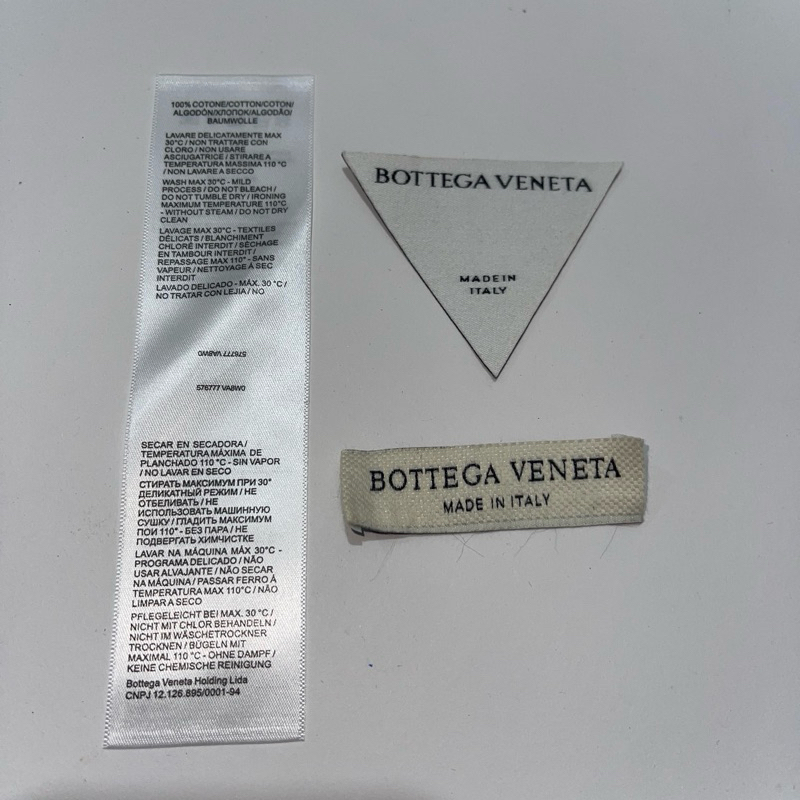 100% COTONE/COTTON/COTON/
ALGODÓN/ХЛОПОК/ALGODÃO/
BAUMWOLLE
LAVARE DELICATAMENTE MAX
30°C / NON TRATTARE CON
CLORO / NON USARE
ASCIUGATRICE / STIRARE A
TEMPERATURA MASSIMA 110 °C
/ NON LAVARE A SECCO
WASH MAX 30°C - MILD
PROCESS / DO NOT BLEACH /
DO NOT TUMBLE DRY / IRONING
MAXIMUM TEMPERATURE 110°C
- WITHOUT STEAM / DO NOT DRY
CLEAN
LAVAGE MAX 30°C - TEXTILES
DÉLICATS / BLANCHIMENT
CHLORÉ INTERDIT / SÉCHAGE
EN TAMBOUR INTERDIT /
REPASSAGE MAX 110° - SANS
VAPEUR / NETTOYAGE À SEC
INTERDIT
LAVADO DELICADO - MÁX. 30 °C /
NO TRATAR CON LEJIA / NO
576777 VA8W0
576777 VA8W0
SECAR EN SECADORA /
TEMPERATURA MÁXIMA DE
PLANCHADO 110 °C - SIN VAPOR
/ NO LAVAR EN SECO
СТИРАТЬ МАКСИМУМ ПРИ 30°
ДЕЛИКАТНЫЙ РЕЖИМ / НЕ
ОТБЕЛИВАТЬ / НЕ
ИСПОЛЬЗОВАТЬ МАШИННУЮ
СУШКУ / ГЛАДИТЬ МАКСИМУМ
ПОИ 110° - БЕЗ ПАРА / НЕ
ПОДВЕРГАТЬ ХИМЧИСТКЕ
LAVAR NA MÁQUINA MÁX 30°C -
PROGRAMA DELICADO / NÃO
USAR ALVAJANTE / NÃO SECAR
NA MÁQUINA / PASSAR FERRO Á
TEMPERATURA MAX 110°C / NÃO
LIMPAR A SECO
PFLEGELEICHT BEI MAX. 30 °C /
NICHT MIT CHLOR BEHANDELN /
NICHT IM WÄSCHETROCKNER
TROCKNEN / BÜGELN MIT
MAXIMAL 110 °C - OHNE DAMPF /
KEINE CHEMISCHE REINIGUNG
Bottega Veneta Holding Ltda
CNPJ 12.126.895/0001-94
BOTTEGA VENETA
MADE IN
ITALY
BOTTEGA VENETA
MADE IN ITALY